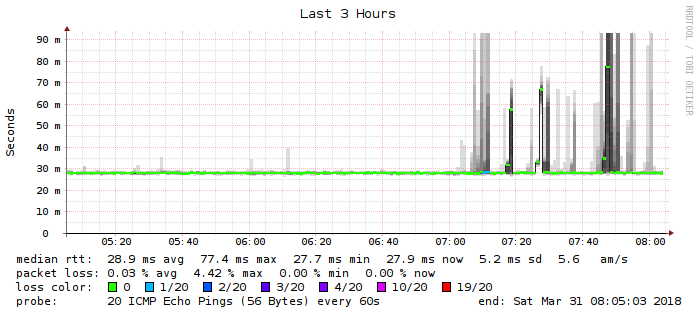 Last 3 Hours
RRDTOOL / TOBI OETIKER
Seconds
90 m
80 m
70 m
60 m
50 m
40 m
30 m
20 m
10 m
0
05:20 05:40 06:00 06:20 06:40 07:00 07:20 07:40 08:00
median rtt: 28.9 ms avg 77.4 ms max 27.7 ms min 27.9 ms now 5.2 ms sd 5.6 am/s
packet loss: 0.03 % avg 4.42 % max 0.00 % min 0.00 % now
loss color: 0 1/20 2/20 3/20 4/20 10/20 19/20
probe: 20 ICMP Echo Pings (56 Bytes) every 60s end: Sat Mar 31 08:05:03 2018